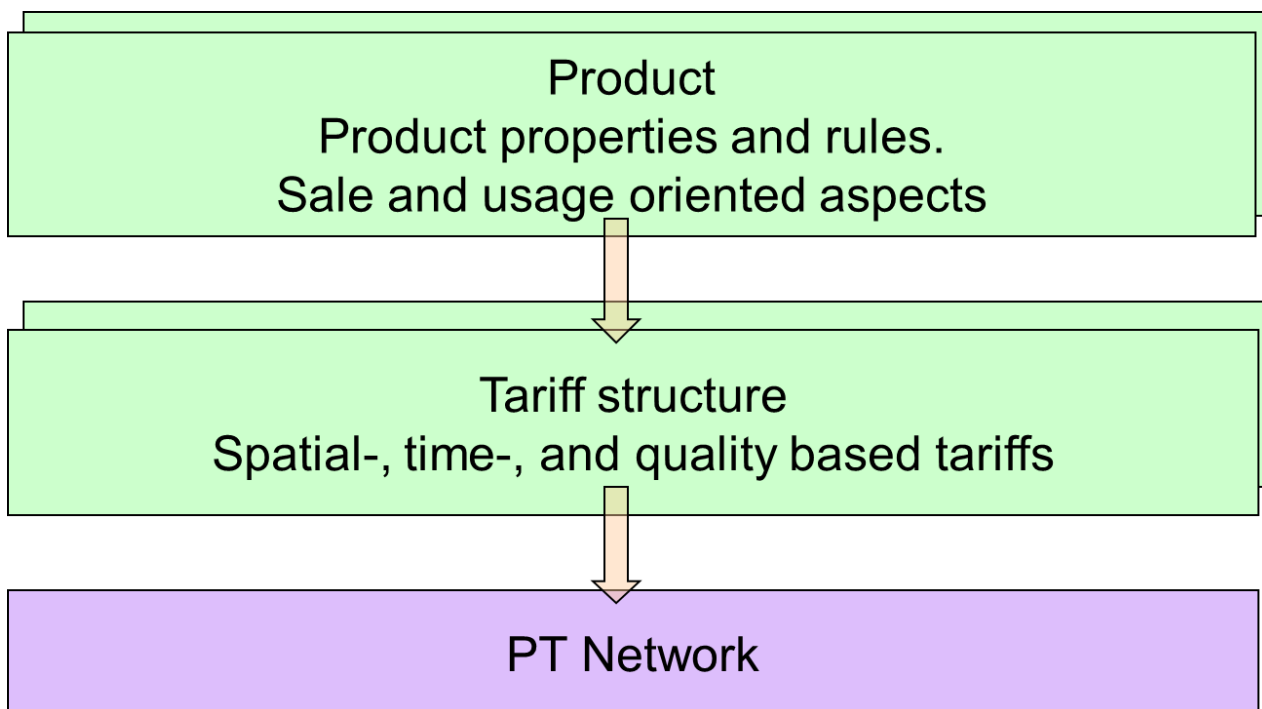 Product
Product properties and rules.
Sale and usage oriented aspects
Tariff structure
Spatial-, time-, and quality based tariffs
PT Network